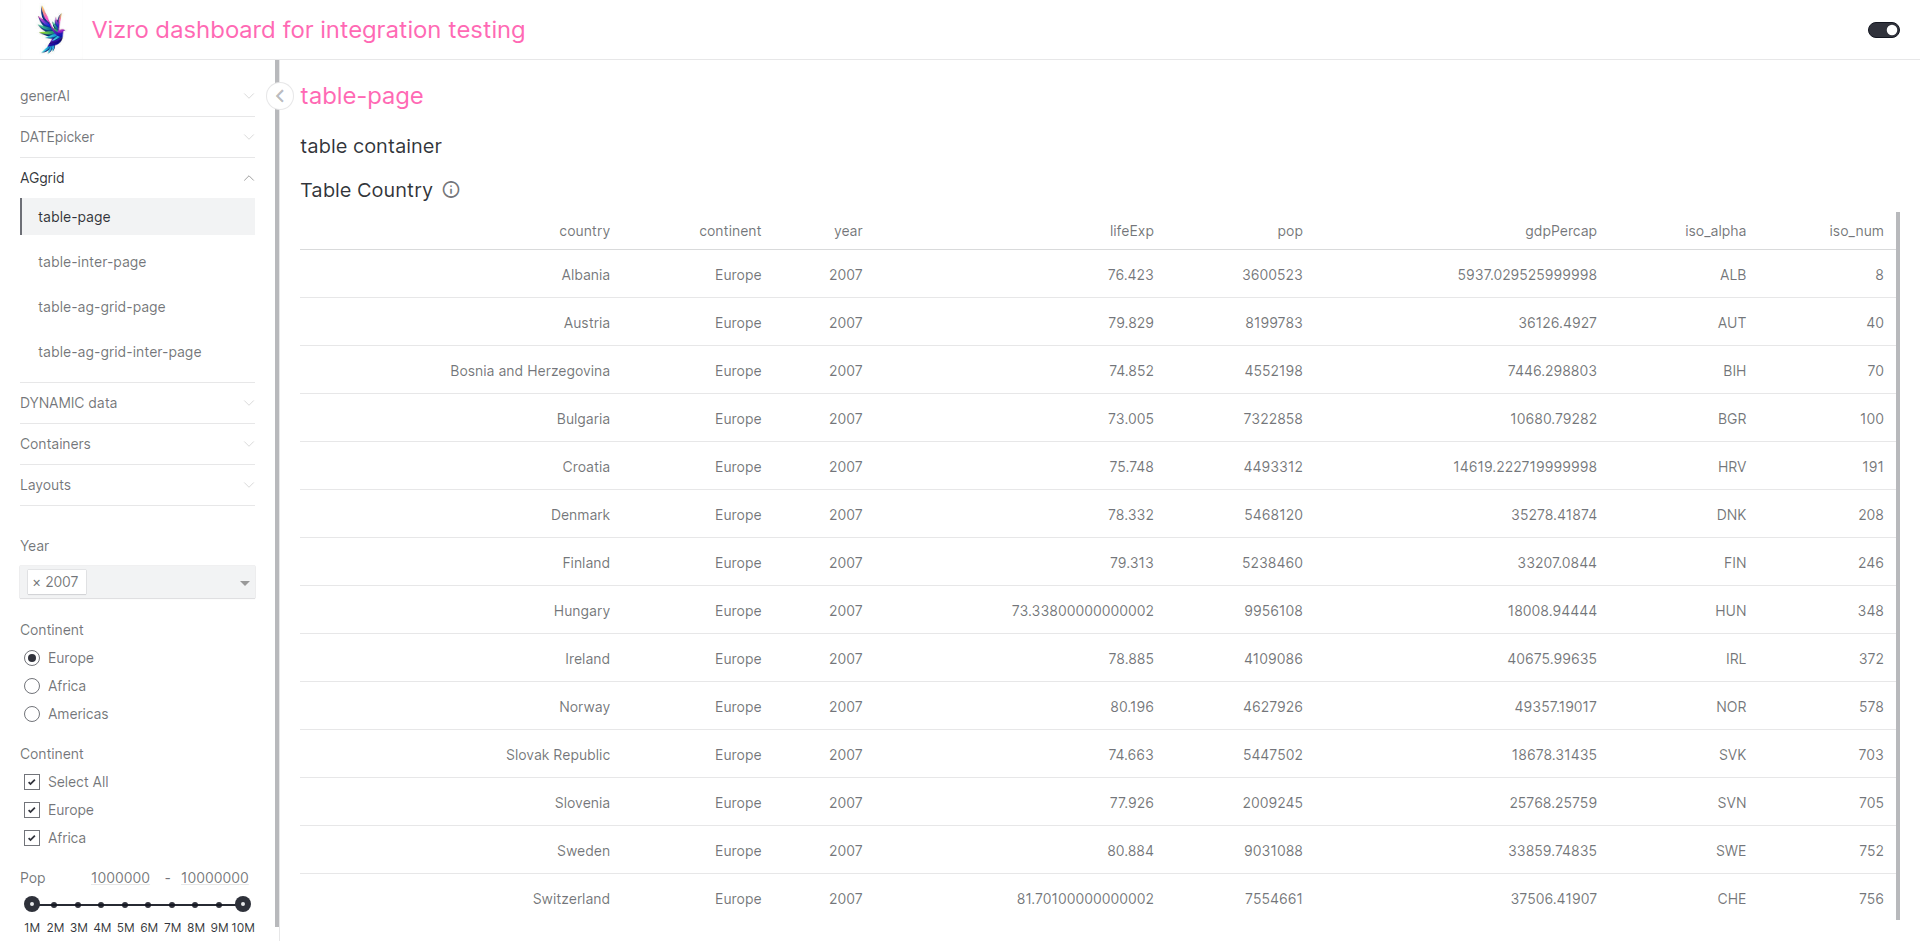 Vizro dashboard for integration testing
generAI
DATEpicker
AGgrid
table-page
table-inter-page
table-ag-grid-page
table-ag-grid-inter-page
DYNAMIC data
Containers
Layouts
Year
× 2007
Continent
Europe
Africa
Americas
Continent
Select All
Europe
Africa
Pop 1000000 - 10000000
1M 2M 3M 4M 5M 6M 7M 8M 9M 10M
table-page
table container
Table Country
country continent year lifeExp pop gdpPercap iso_alpha iso_num
Albania Europe 2007 76.423 3600523 5937.029525999998 ALB 8
Austria Europe 2007 79.829 8199783 36126.4927 AUT 40
Bosnia and Herzegovina Europe 2007 74.852 4552198 7446.298803 BIH 70
Bulgaria Europe 2007 73.005 7322858 10680.79282 BGR 100
Croatia Europe 2007 75.748 4493312 14619.222719999998 HRV 191
Denmark Europe 2007 78.332 5468120 35278.41874 DNK 208
Finland Europe 2007 79.313 5238460 33207.0844 FIN 246
Hungary Europe 2007 73.33800000000002 9956108 18008.94444 HUN 348
Ireland Europe 2007 78.885 4109086 40675.99635 IRL 372
Norway Europe 2007 80.196 4627926 49357.19017 NOR 578
Slovak Republic Europe 2007 74.663 5447502 18678.31435 SVK 703
Slovenia Europe 2007 77.926 2009245 25768.25759 SVN 705
Sweden Europe 2007 80.884 9031088 33859.74835 SWE 752
Switzerland Europe 2007 81.70100000000002 7554661 37506.41907 CHE 756